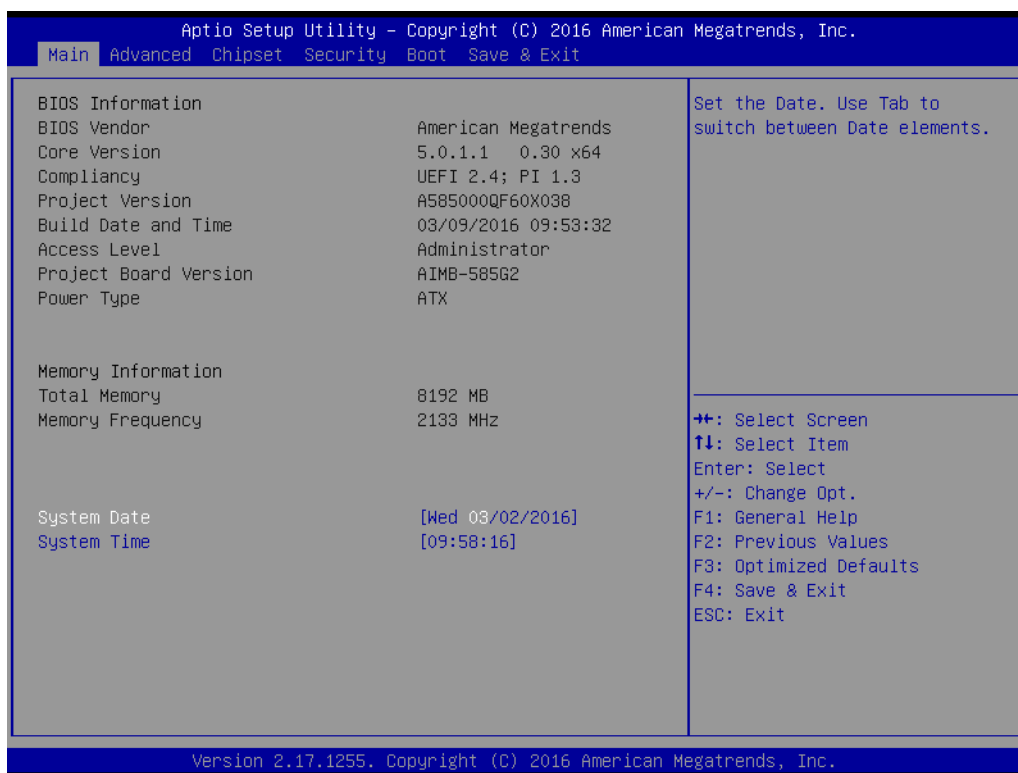 Aptio Setup Utility – Copyright (C) 2016 American Megatrends, Inc.
Main Advanced Chipset Security Boot Save & Exit
BIOS Information
BIOS Vendor American Megatrends
Core Version 5.0.1.1 0.30 x64
Compliancy UEFI 2.4; PI 1.3
Project Version A585000QF60X038
Build Date and Time 03/09/2016 09:53:32
Access Level Administrator
Project Board Version AIMB-585G2
Power Type ATX
Memory Information
Total Memory 8192 MB
Memory Frequency 2133 MHz
System Date [Wed 03/02/2016]
System Time [09:58:16]
Set the Date. Use Tab to
switch between Date elements.
→←: Select Screen
↑↓: Select Item
Enter: Select
+/-: Change Opt.
F1: General Help
F2: Previous Values
F3: Optimized Defaults
F4: Save & Exit
ESC: Exit
Version 2.17.1255. Copyright (C) 2016 American Megatrends, Inc.